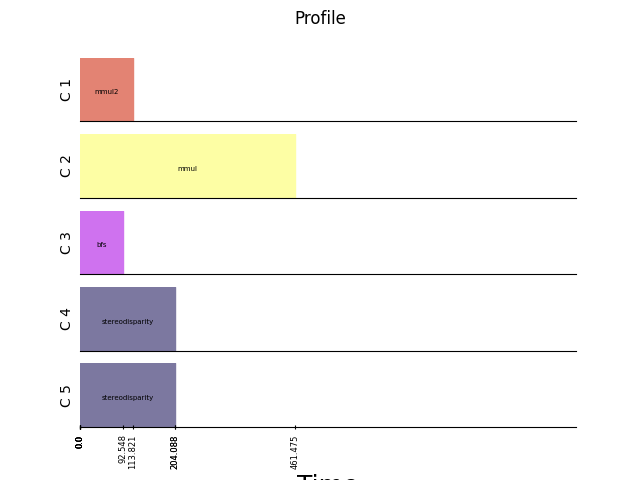 Profile
C 1
mmul2
C 2
mmul
C 3
bfs
C 4
stereodisparity
C 5
stereodisparity
0.0
92.548
113.821
204.088
461.475
Time